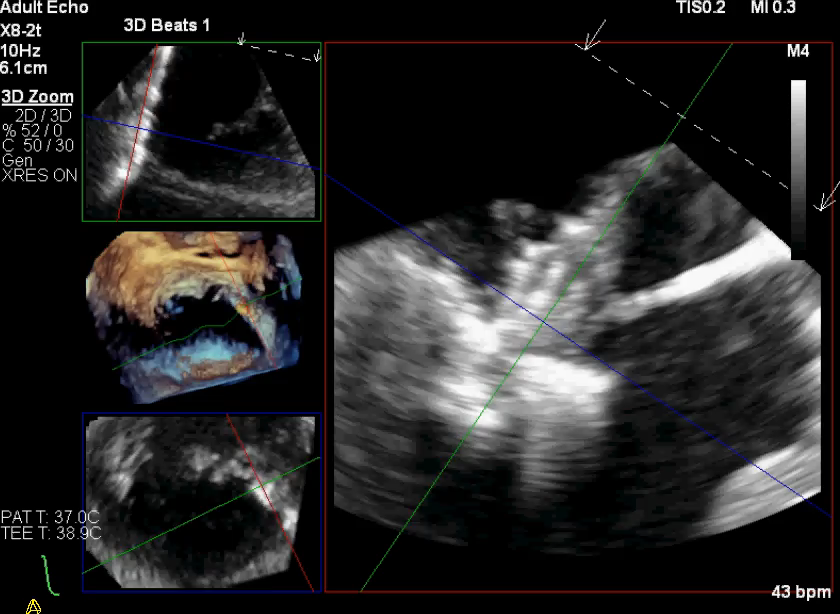 Adult Echo
TIS0.2 MI 0.3
X8-2t
10Hz
6.1cm
3D Beats 1
M4
3D Zoom
2D / 3D
% 52 / 0
C 50 / 30
Gen
XRES ON
PAT T: 37.0C
TEE T: 38.9C
A
43 bpm